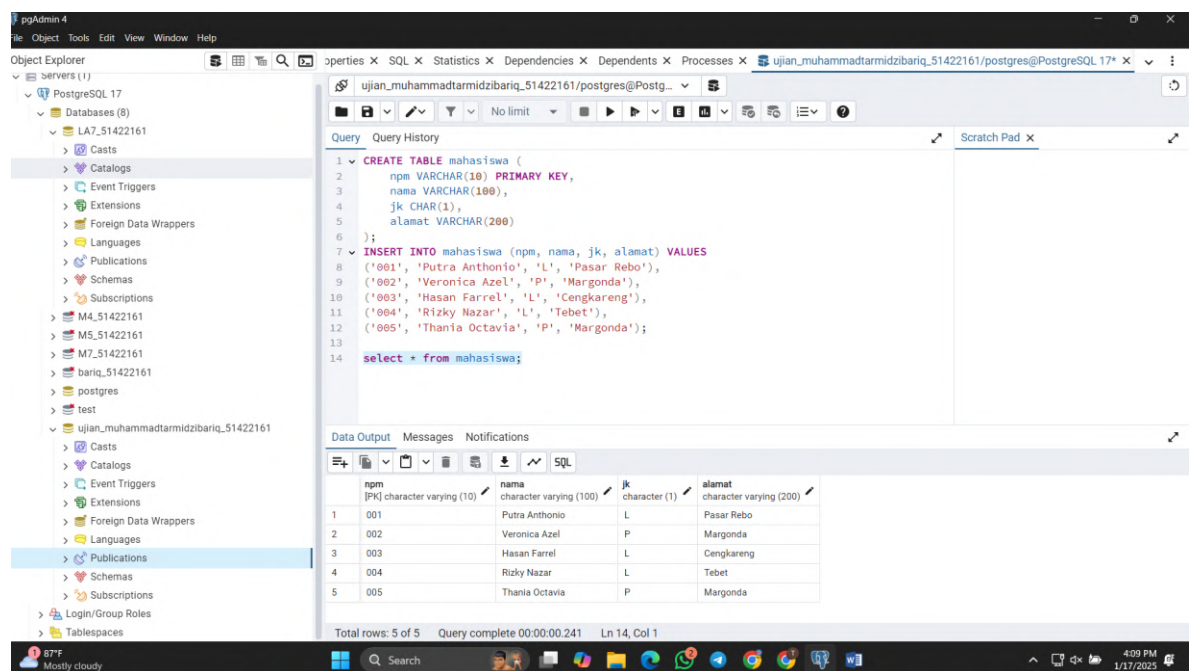 pgAdmin 4
File Object Tools Edit View Window Help
Object Explorer
Servers (1)
PostgreSQL 17
Databases (8)
LA7_51422161
Casts
Catalogs
Event Triggers
Extensions
Foreign Data Wrappers
Languages
Publications
Schemas
Subscriptions
M4_51422161
M5_51422161
M7_51422161
bariq_51422161
postgres
test
ujian_muhammadtarmidzibariq_51422161
Casts
Catalogs
Event Triggers
Extensions
Foreign Data Wrappers
Languages
Publications
Schemas
Subscriptions
Login/Group Roles
Tablespaces
operties X SQL X Statistics X Dependencies X Dependents X Processes X ujian_muhammadtarmidzibariq_51422161/postgres@PostgreSQL 17* X
ujian_muhammadtarmidzibariq_51422161/postgres@Postg...
No limit
Query Query History
Scratch Pad X
1 CREATE TABLE mahasiswa (
2 npm VARCHAR(10) PRIMARY KEY,
3 nama VARCHAR(100),
4 jk CHAR(1),
5 alamat VARCHAR(200)
6 );
7 INSERT INTO mahasiswa (npm, nama, jk, alamat) VALUES
8 ('001', 'Putra Anthonio', 'L', 'Pasar Rebo'),
9 ('002', 'Veronica Azel', 'P', 'Margonda'),
10 ('003', 'Hasan Farrel', 'L', 'Cengkareng'),
11 ('004', 'Rizky Nazar', 'L', 'Tebet'),
12 ('005', 'Thania Octavia', 'P', 'Margonda');
13
14 select * from mahasiswa;
Data Output Messages Notifications
SQL
npm nama jk alamat
[PK] character varying (10) character varying (100) character (1) character varying (200)
1 001 Putra Anthonio L Pasar Rebo
2 002 Veronica Azel P Margonda
3 003 Hasan Farrel L Cengkareng
4 004 Rizky Nazar L Tebet
5 005 Thania Octavia P Margonda
Total rows: 5 of 5 Query complete 00:00:00.241 Ln 14, Col 1
1 87°F
Mostly cloudy
Search
4:09 PM
1/17/2025